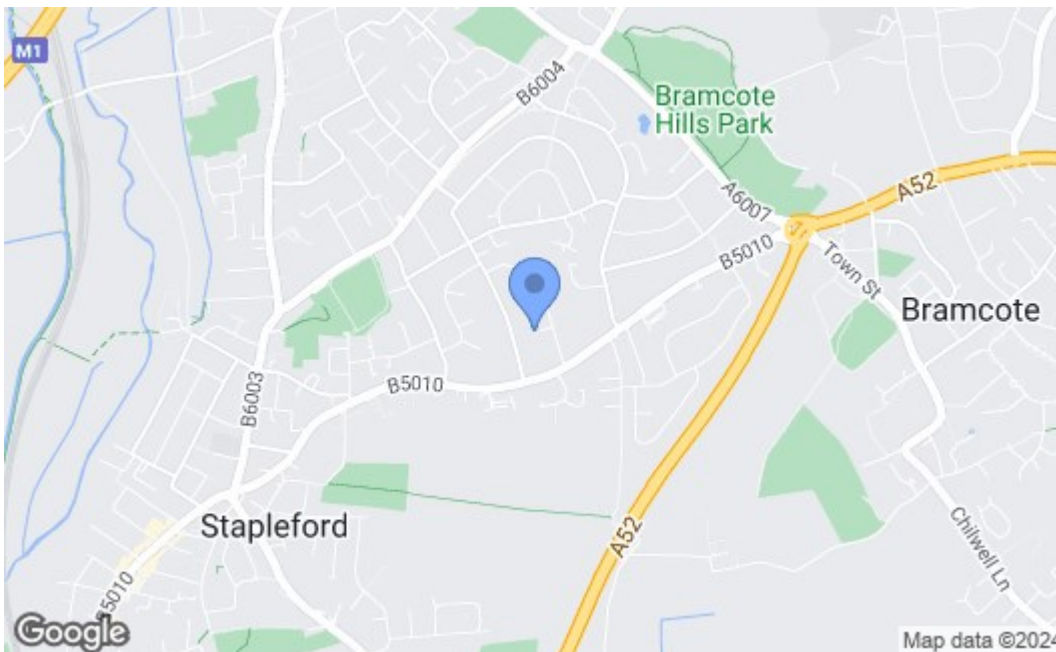 M1
B6004
Bramcote
Hills Park
A6007
A52
B5010
Town St
Bramcote
B5010
B6003
Stapleford
A52
Chilwell Ln
B5010
Google
Map data ©2024